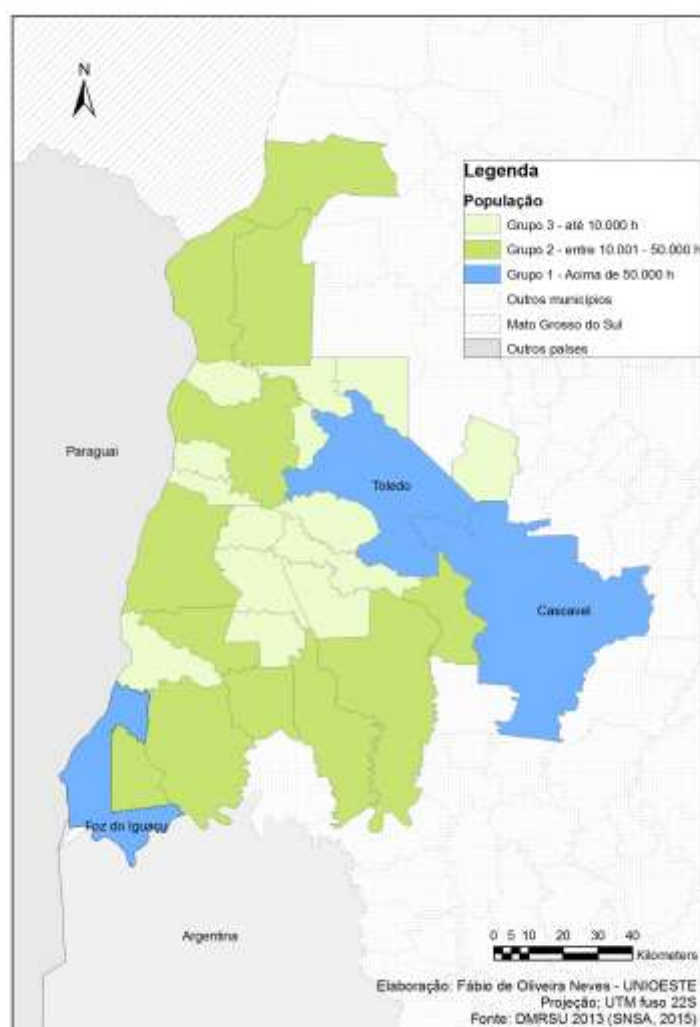 N
Legenda
População
Grupo 3 - até 10.000 h
Grupo 2 - entre 10.001 - 50.000 h
Grupo 1 - Acima de 50.000 h
Outros municípios
Mato Grosso do Sul
Outros países
Paraguai
Toledo
Cascavel
Foz do Iguaçu
Argentina
0 5 10 20 30 40
Kilometers
Elaboração: Fábio de Oliveira Neves - UNIOESTE
Projeção: UTM fuso 22S
Fonte: DMRSU 2013 (SNSA, 2015)